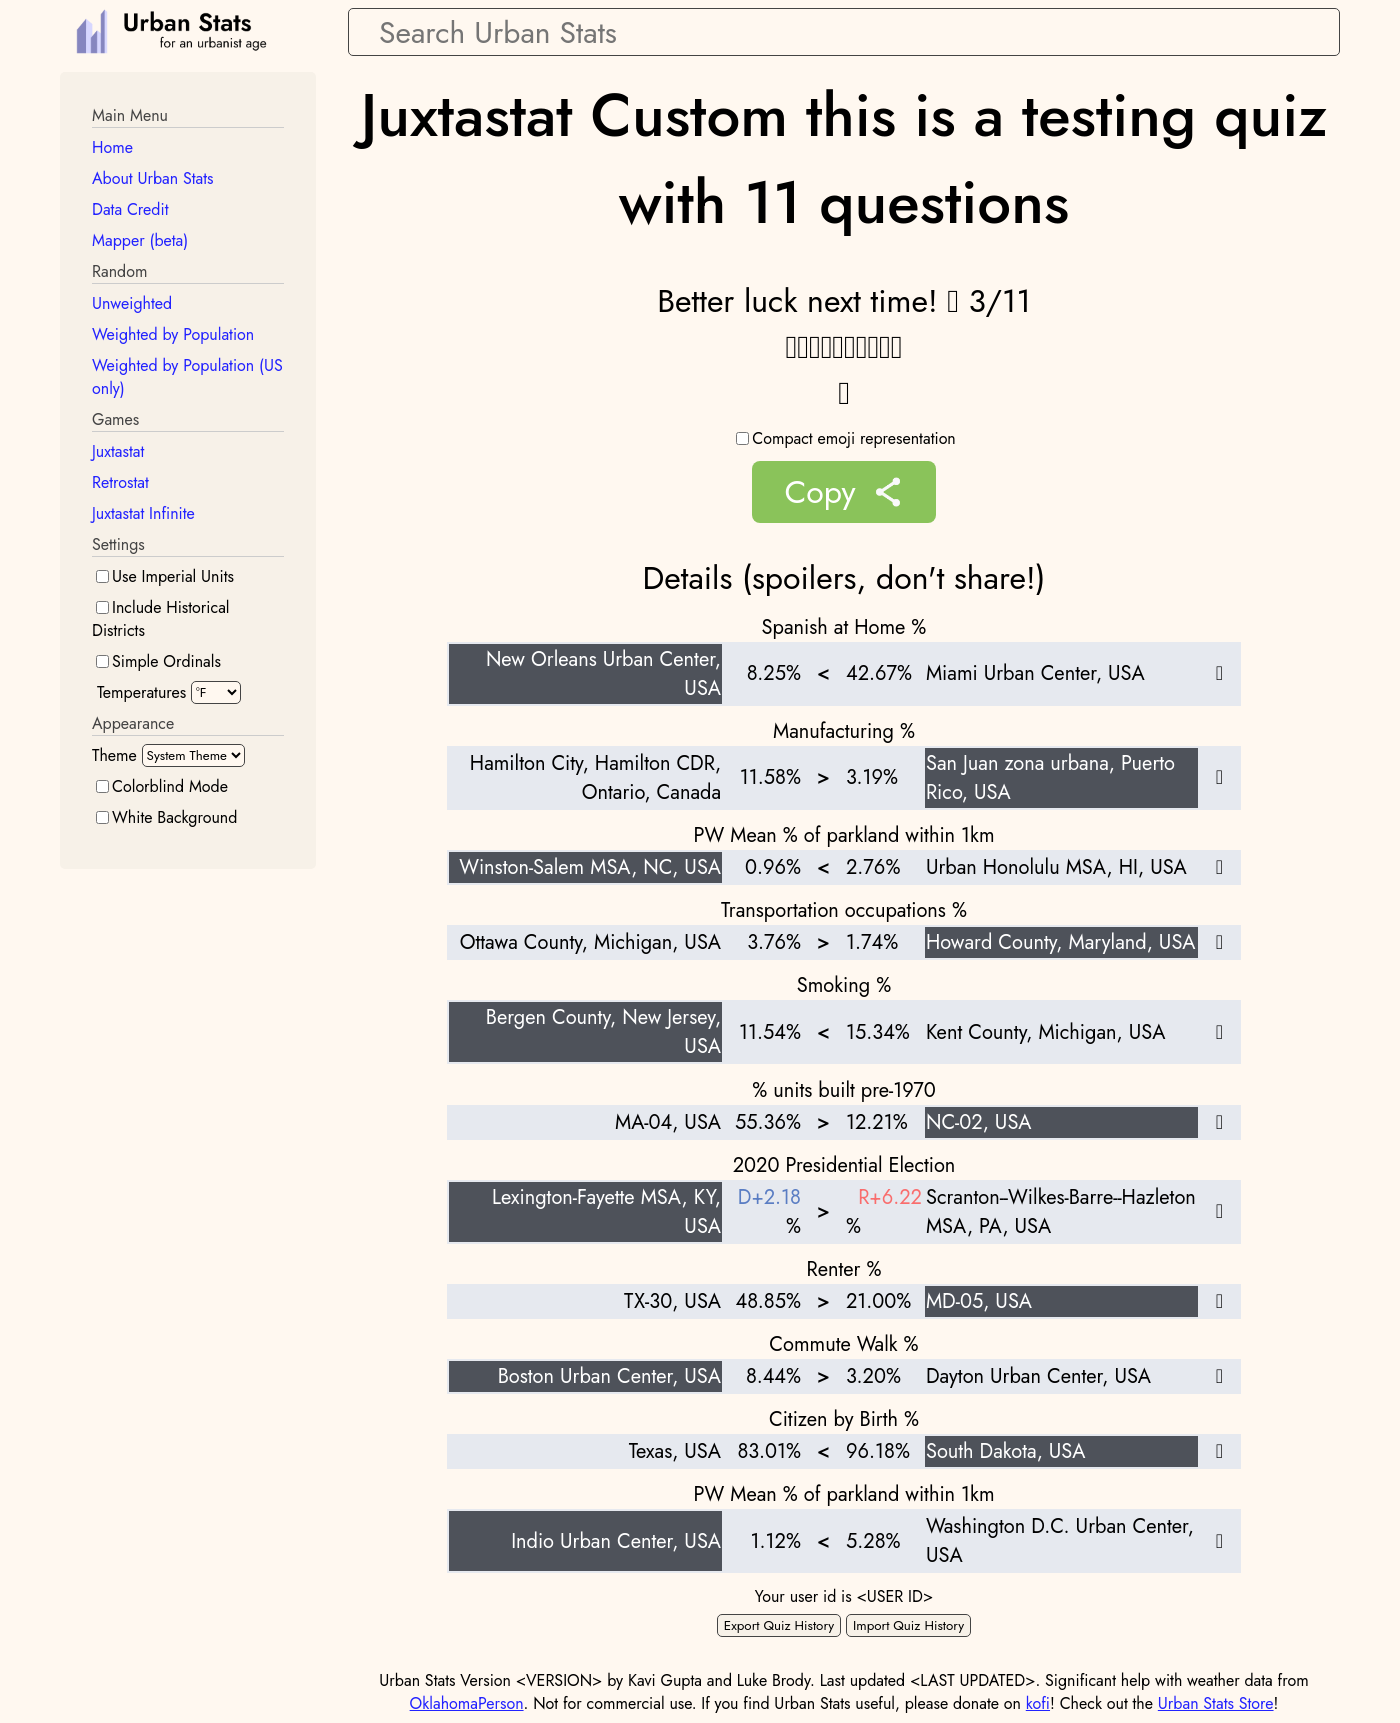 Urban Stats
for an urbanist age
Search Urban Stats
Main Menu
Home
About Urban Stats
Data Credit
Mapper (beta)
Random
Unweighted
Weighted by Population
Weighted by Population (US
only)
Games
Juxtastat
Retrostat
Juxtastat Infinite
Settings
Use Imperial Units
Include Historical
Districts
Simple Ordinals
Temperatures °F
Appearance
Theme System Theme
Colorblind Mode
White Background
Juxtastat Custom this is a testing quiz
with 11 questions
Better luck next time! 3/11
Compact emoji representation
Copy
Details (spoilers, don't share!)
Spanish at Home %
New Orleans Urban Center,
USA
8.25% < 42.67% Miami Urban Center, USA
Manufacturing %
Hamilton City, Hamilton CDR,
Ontario, Canada
11.58% > 3.19%
San Juan zona urbana, Puerto
Rico, USA
PW Mean % of parkland within 1km
Winston-Salem MSA, NC, USA 0.96% < 2.76% Urban Honolulu MSA, HI, USA
Transportation occupations %
Ottawa County, Michigan, USA 3.76% > 1.74% Howard County, Maryland, USA
Smoking %
Bergen County, New Jersey,
USA
11.54% < 15.34% Kent County, Michigan, USA
% units built pre-1970
MA-04, USA 55.36% > 12.21% NC-02, USA
2020 Presidential Election
Lexington-Fayette MSA, KY,
USA
D+2.18
%
>
R+6.22
%
Scranton--Wilkes-Barre--Hazleton
MSA, PA, USA
Renter %
TX-30, USA 48.85% > 21.00% MD-05, USA
Commute Walk %
Boston Urban Center, USA 8.44% > 3.20% Dayton Urban Center, USA
Citizen by Birth %
Texas, USA 83.01% < 96.18% South Dakota, USA
PW Mean % of parkland within 1km
Indio Urban Center, USA 1.12% < 5.28%
Washington D.C. Urban Center,
USA
Your user id is <USER ID>
Export Quiz History Import Quiz History
Urban Stats Version <VERSION> by Kavi Gupta and Luke Brody. Last updated <LAST UPDATED>. Significant help with weather data from
OklahomaPerson. Not for commercial use. If you find Urban Stats useful, please donate on kofi! Check out the Urban Stats Store!